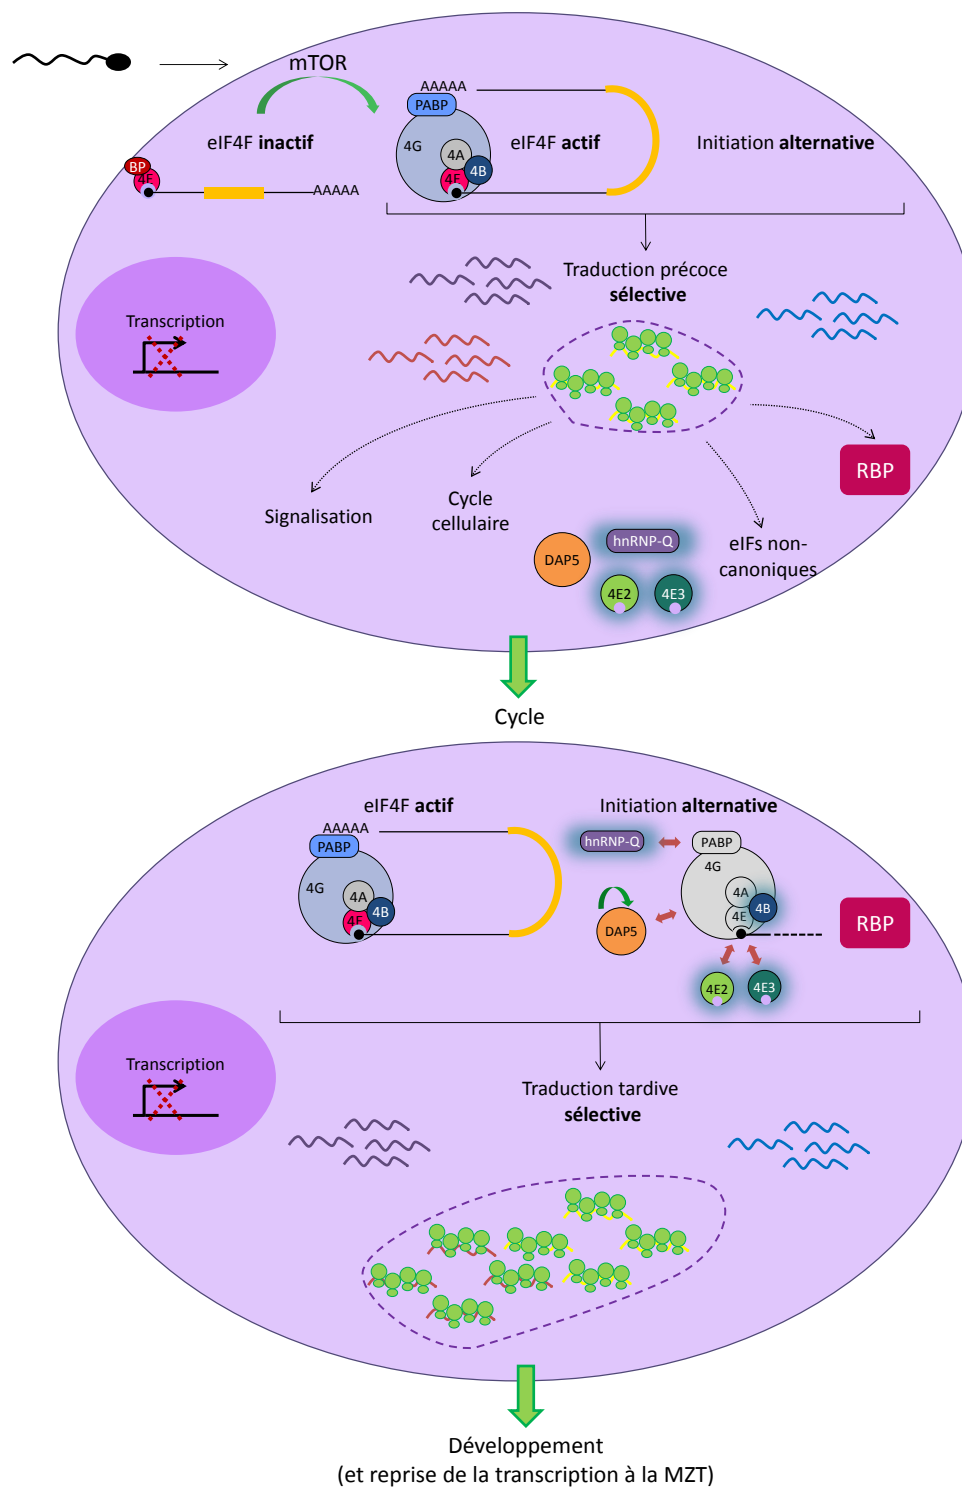 mTOR
AAAAA
PABP
eIF4F inactif
4G
4A
eIF4F actif
Initiation alternative
BP
4E
4B
4E
AAAAA
Traduction précoce
sélective
Transcription
RBP
Signalisation
Cycle
cellulaire
hnRNP-Q
eIFs non-
canoniques
DAP5
4E2
4E3
Cycle
eIF4F actif
Initiation alternative
AAAAA
PABP
hnRNP-Q
PABP
4G
4G
4A
4A
4B
4B
4E
4E
DAP5
RBP
4E2
4E3
Transcription
Traduction tardive
sélective
Développement
(et reprise de la transcription à la MZT)